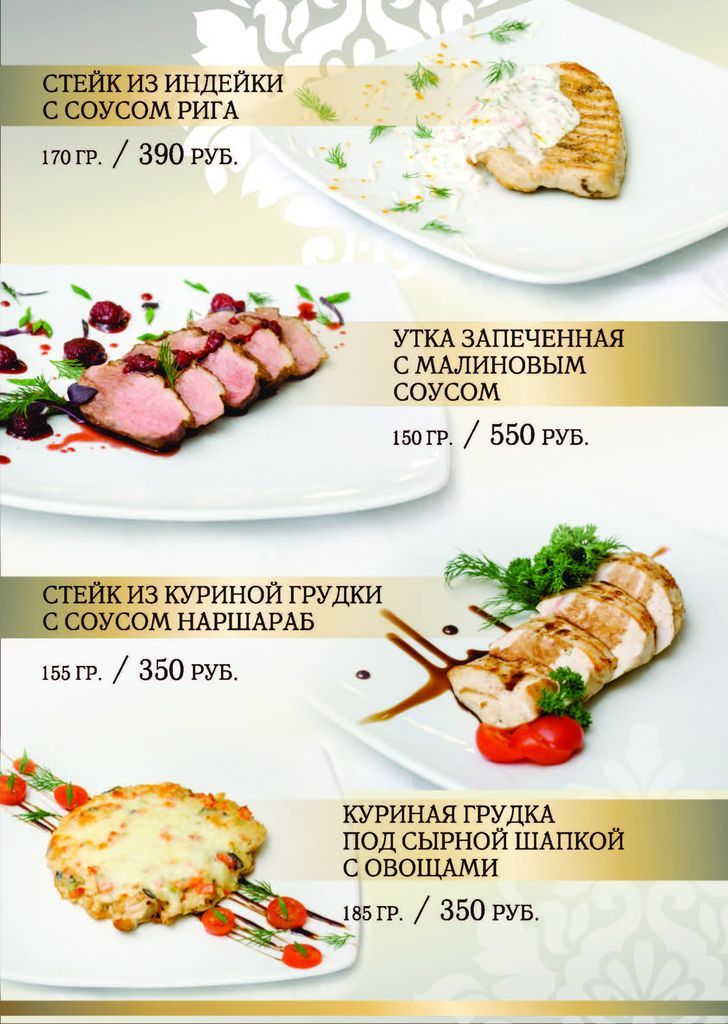 СТЕЙК ИЗ ИНДЕЙКИ
С СОУСОМ РИГА
170 ГР. / 390 РУБ.
УТКА ЗАПЕЧЕННАЯ
С МАЛИНОВЫМ
СОУСОМ
150 ГР. / 550 РУБ.
СТЕЙК ИЗ КУРИНОЙ ГРУДКИ
С СОУСОМ НАРШАРАБ
155 ГР. / 350 РУБ.
КУРИНАЯ ГРУДКА
ПОД СЫРНОЙ ШАПКОЙ
С ОВОЩАМИ
185 ГР. / 350 РУБ.